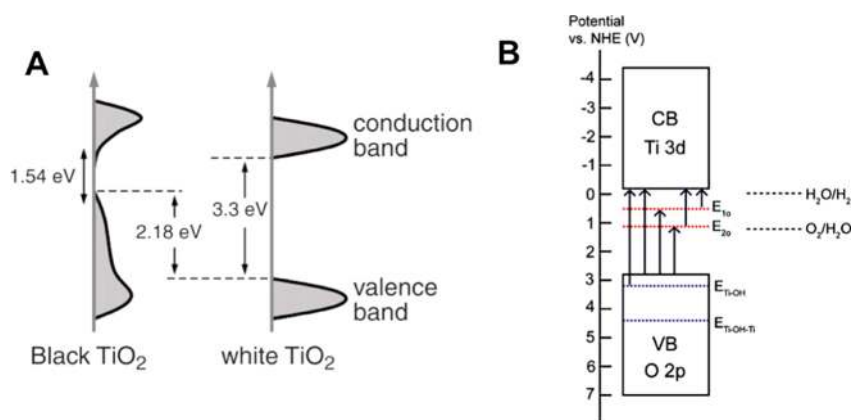 A
1.54 eV
2.18 eV
3.3 eV
conduction
band
valence
band
Black TiO₂
white TiO₂
B
Potential
vs. NHE (V)
-4
-3
-2
-1
0
1
2
3
4
5
6
7
CB
Ti 3d
E₁ₒ
E₂ₒ
H₂O/H₂
O₂/H₂O
E_Ti-OH
E_Ti-OH-Ti
VB
O 2p